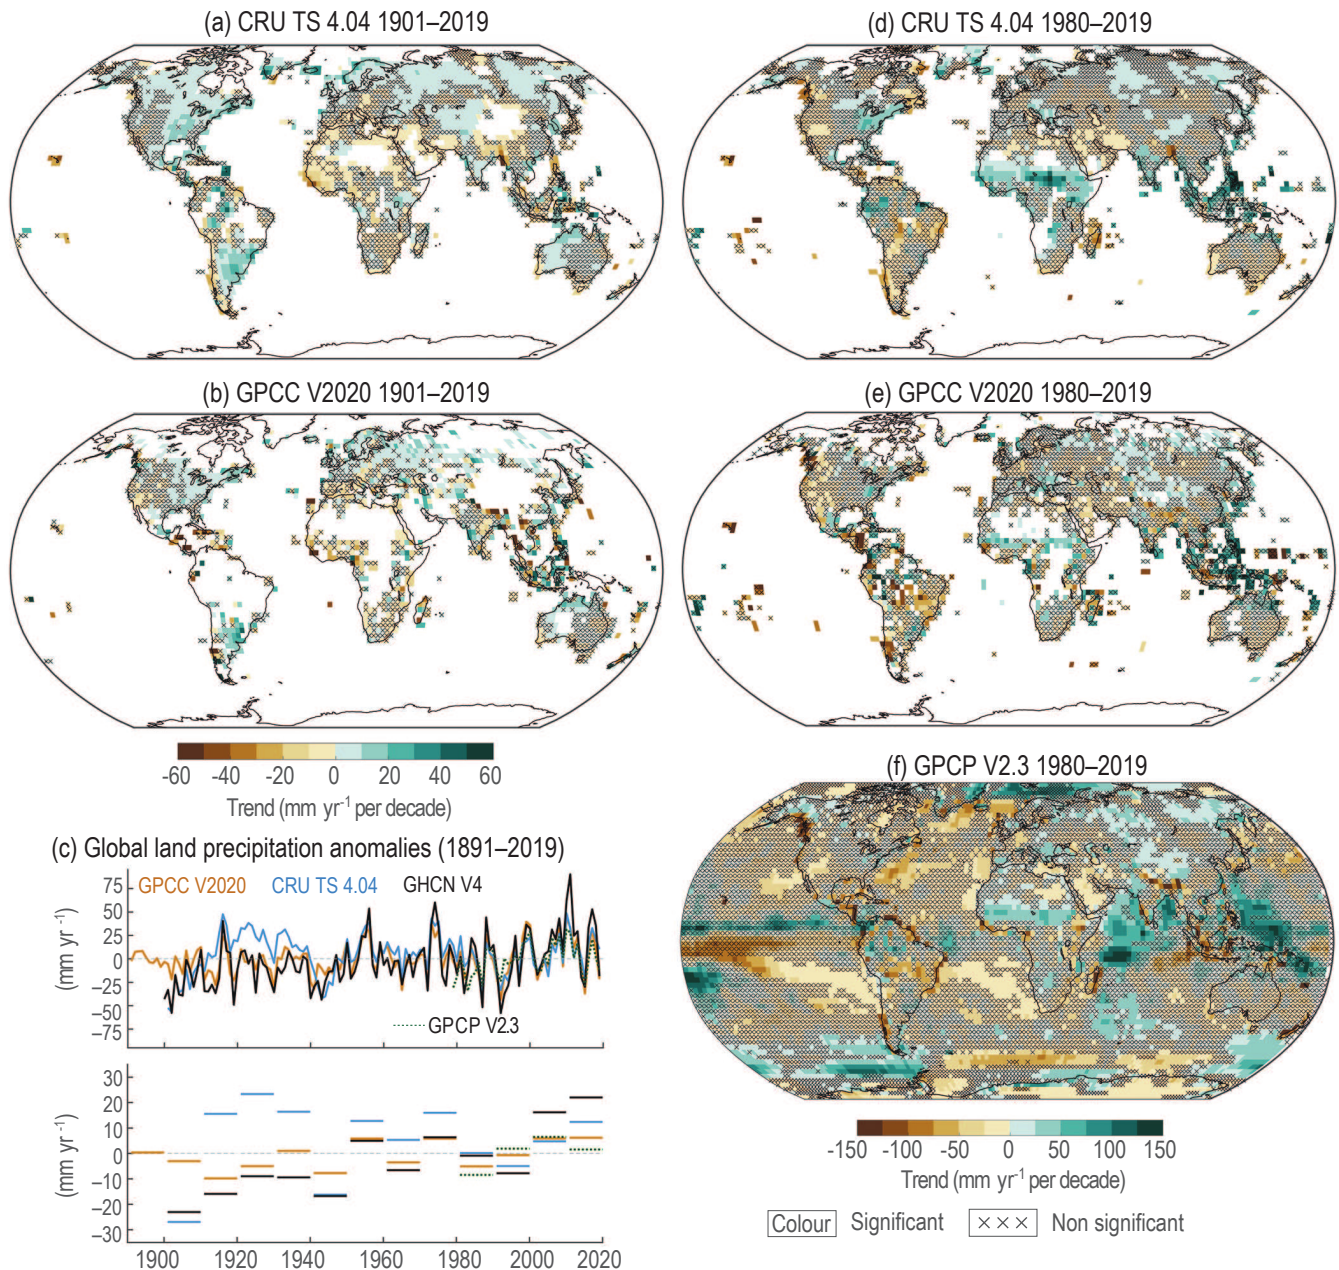 (a) CRU TS 4.04 1901–2019
(d) CRU TS 4.04 1980–2019
(b) GPCC V2020 1901–2019
(e) GPCC V2020 1980–2019
-60 -40 -20 0 20 40 60
Trend (mm yr⁻¹ per decade)
(f) GPCP V2.3 1980–2019
(c) Global land precipitation anomalies (1891–2019)
GPCC V2020 CRU TS 4.04 GHCN V4
75
50
25
0
−25
−50
−75
(mm yr⁻¹)
GPCP V2.3
30
20
10
0
−10
−20
−30
(mm yr⁻¹)
1900 1920 1940 1960 1980 2000 2020
-150 -100 -50 0 50 100 150
Trend (mm yr⁻¹ per decade)
Colour Significant ××× Non significant